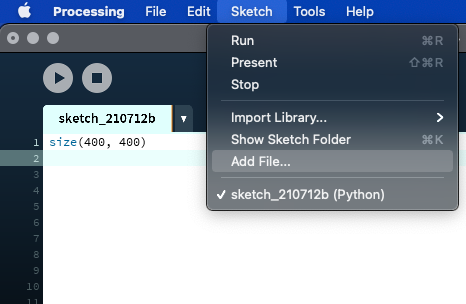 Processing File Edit Sketch Tools Help
Run ⌘R
Present ⇧⌘R
Stop
Import Library...
Show Sketch Folder ⌘K
Add File...
✓ sketch_210712b (Python)
sketch_210712b
1 size(400, 400)
2
3
4
5
6
7
8
9
10
11